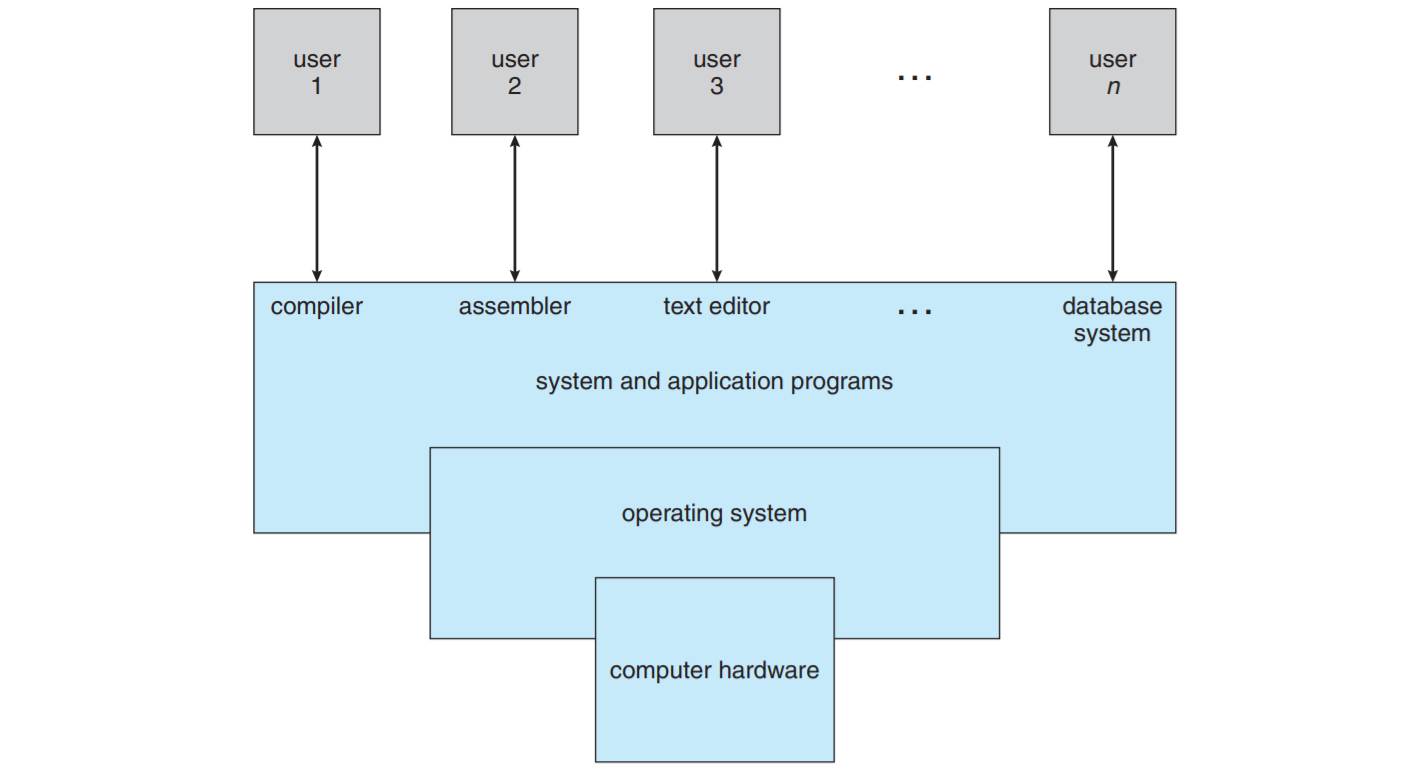 user
1
user
2
user
3
...
user
n
compiler
assembler
text editor
...
database
system
system and application programs
operating system
computer hardware